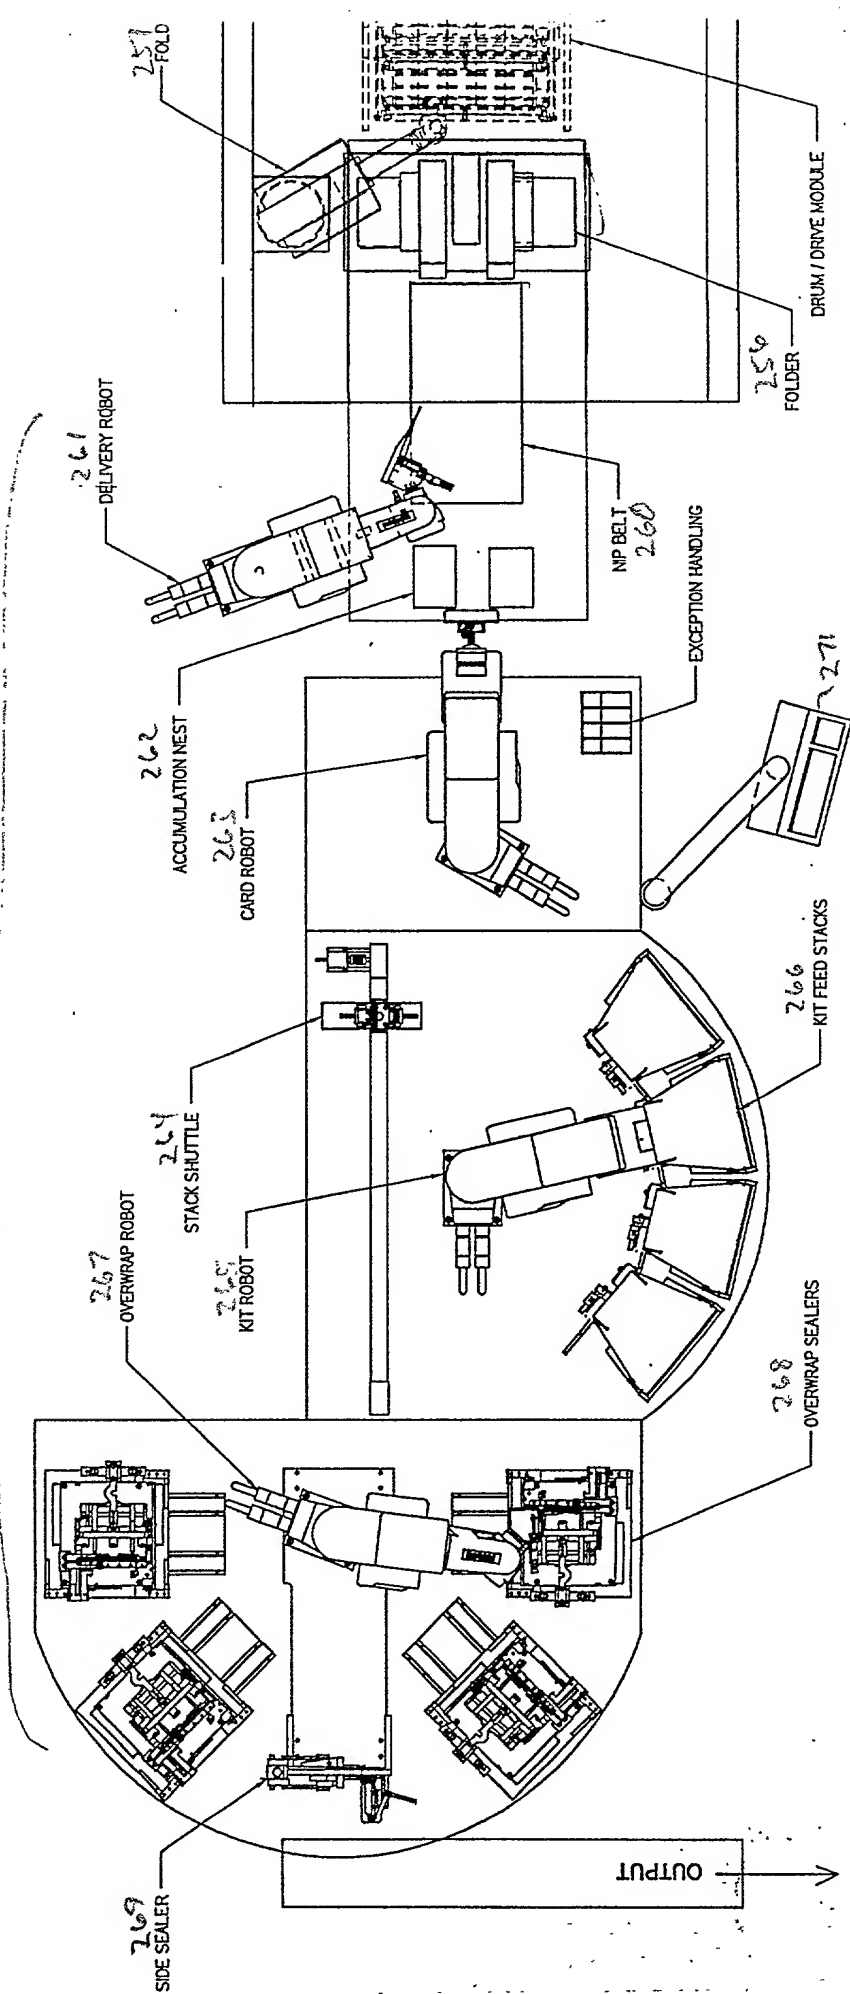 257
FOLD
DRUM / DRIVE MODULE
256
FOLDER
261
DELIVERY ROBOT
NIP BELT
260
EXCEPTION HANDLING
262
ACCUMULATION NEST
263
CARD ROBOT
271
266
KIT FEED STACKS
264
STACK SHUTTLE
265
KIT ROBOT
267
OVERWRAP ROBOT
268
OVERWRAP SEALERS
269
SIDE SEALER
OUTPUT